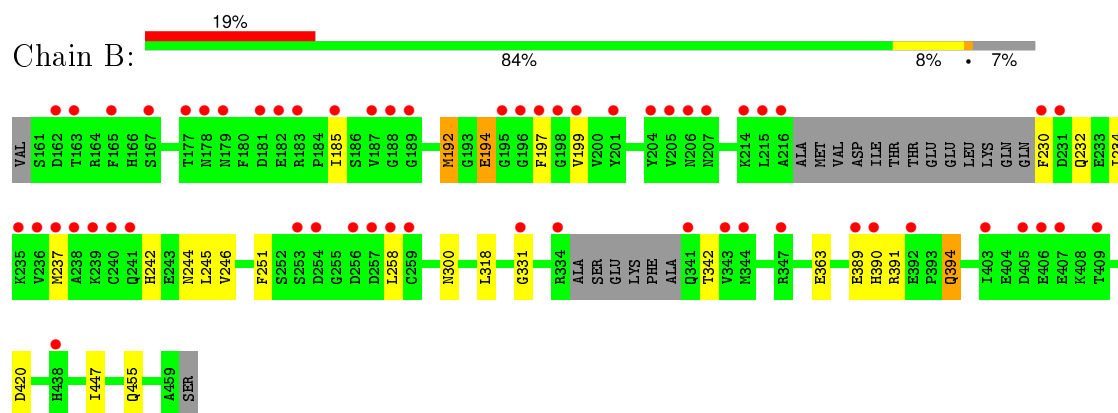 19%
Chain B:
84% 8% • 7%
VAL S161 D162 T163 R164 F165 H166 S167 T177 N178 N179 F180 D181 E182 R183 P184 I185 S186 V187 G188 G189 M192 G193 E194 G195 G196 F197 G198 V199 V200 Y201 Y204 V205 N206 N207 K214 L215 A216 ALA MET VAL ASP ILE THR THR GLU GLU LEU LYS GLN GLN F230 D231 Q232 E233 I234
K235 V236 M237 A238 K239 C240 Q241 H242 E243 N244 L245 V246 F251 S252 S253 D254 G255 D256 D257 L258 C259 N300 L318 G331 R334 ALA SER GLU LYS PHE ALA Q341 T342 V343 M344 R347 E363 E389 H390 R391 E392 P393 Q394 I403 E404 D405 E406 E407 K408 T409
D420 H438 I447 Q455 A459 SER